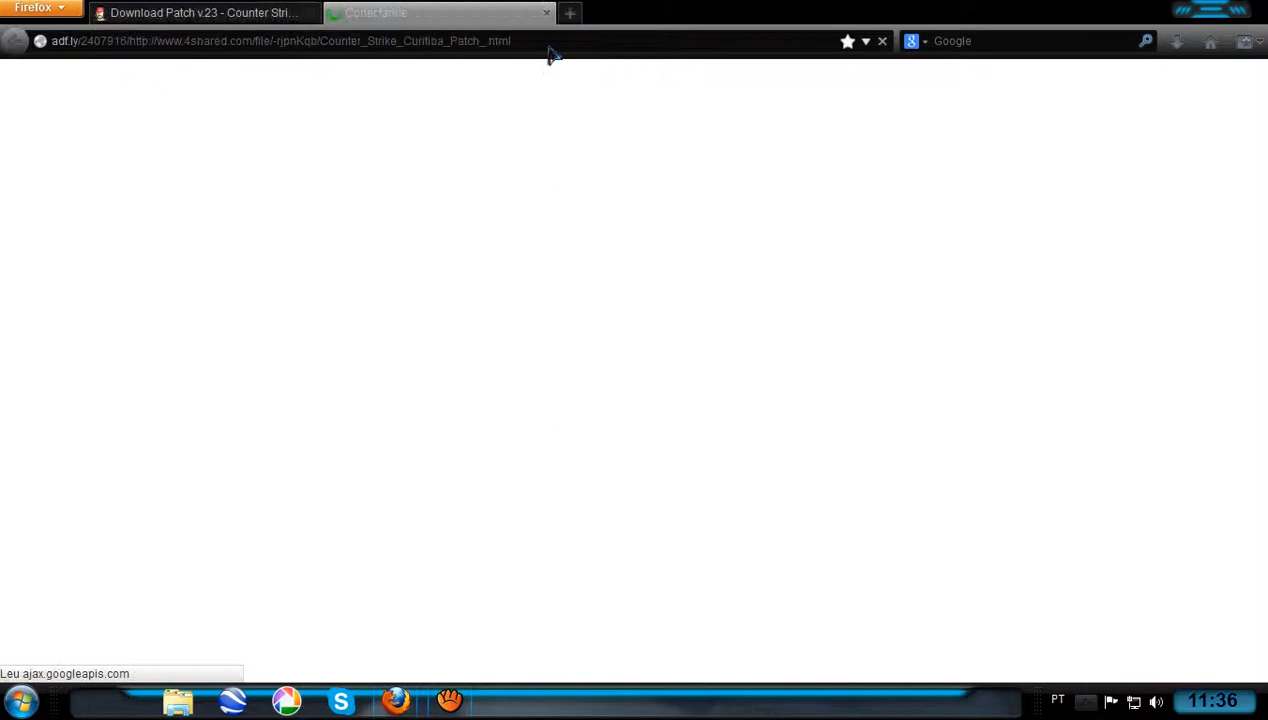 Firefox
Download Patch v.23 - Counter Stri...
Conectando
adf.ly/2407916/http://www.4shared.com/file/-rjpnKqb/Counter_Strike_Curitiba_Patch_.html
Google
Leu ajax.googleapis.com
PT
11:36